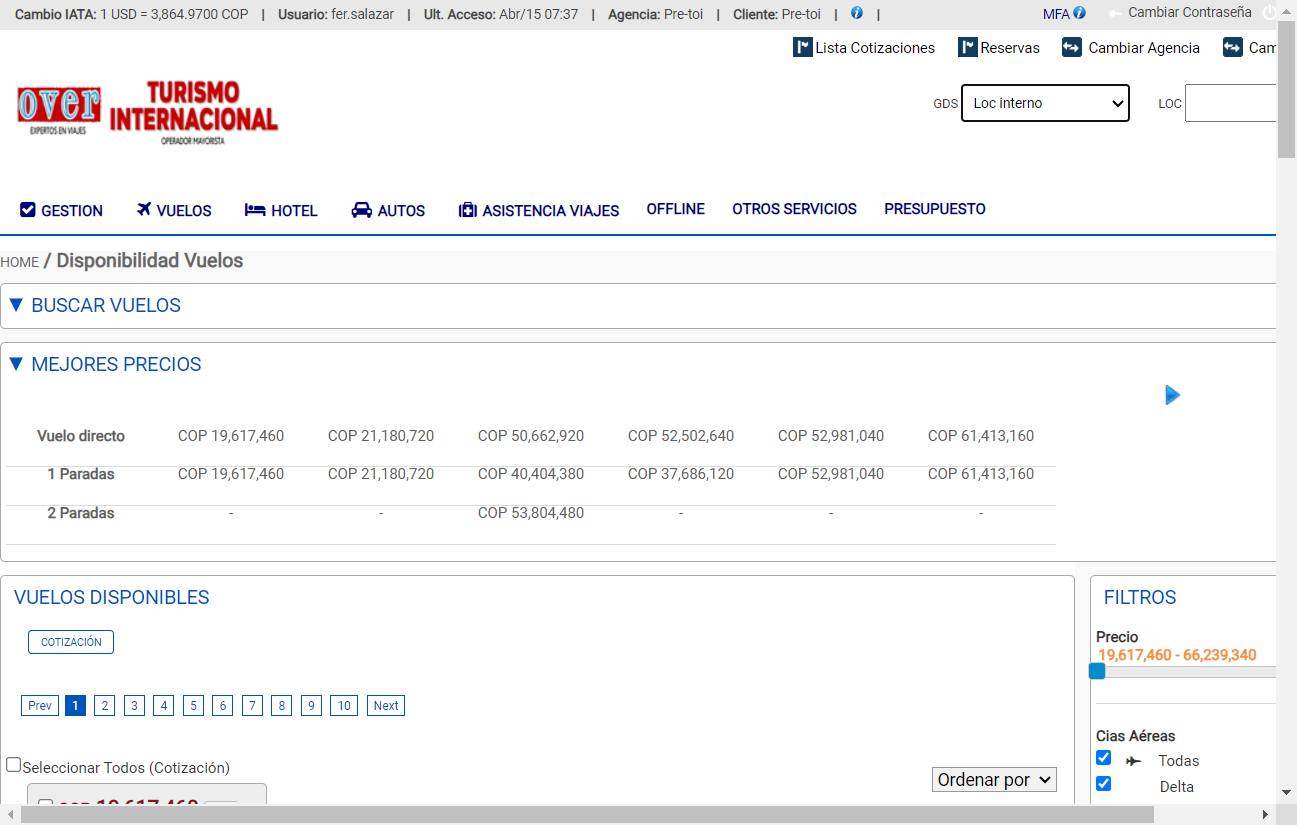 Cambio IATA: 1 USD = 3,864.9700 COP | Usuario: fer.salazar | Ult. Acceso: Abr/15 07:37 | Agencia: Pre-toi | Cliente: Pre-toi | i | MFA i Cambiar Contraseña
Lista Cotizaciones Reservas Cambiar Agencia Cam
over
EXPERTOS EN VIAJES
TURISMO
INTERNACIONAL
OPERADOR MAYORISTA
GDS Loc interno LOC
GESTION VUELOS HOTEL AUTOS ASISTENCIA VIAJES OFFLINE OTROS SERVICIOS PRESUPUESTO
HOME / Disponibilidad Vuelos
▼ BUSCAR VUELOS
▼ MEJORES PRECIOS
Vuelo directo COP 19,617,460 COP 21,180,720 COP 50,662,920 COP 52,502,640 COP 52,981,040 COP 61,413,160
1 Paradas COP 19,617,460 COP 21,180,720 COP 40,404,380 COP 37,686,120 COP 52,981,040 COP 61,413,160
2 Paradas - - COP 53,804,480 - - -
VUELOS DISPONIBLES
COTIZACIÓN
Prev 1 2 3 4 5 6 7 8 9 10 Next
Seleccionar Todos (Cotización)
Ordenar por
COP 19,617,460
FILTROS
Precio
19,617,460 - 66,239,340
Cias Aéreas
Todas
Delta